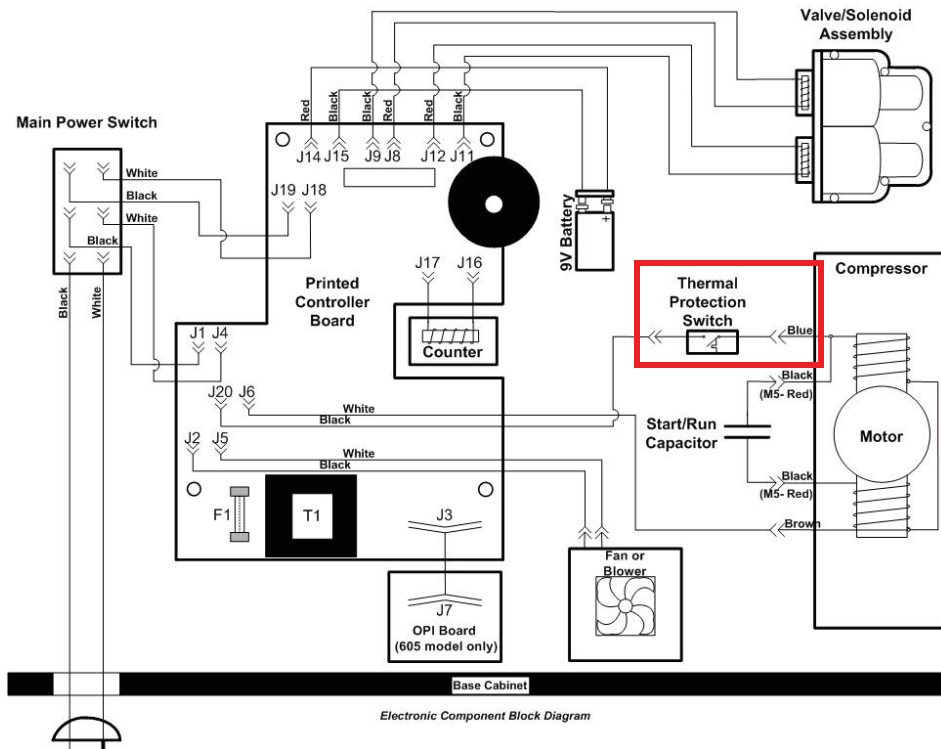 Valve/Solenoid
Assembly
Main Power Switch
Red
Black
Black
Red
Red
Black
J14 J15 J9 J8 J12 J11
White
Black
White
Black
J19 J18
9V Battery
+
Black
White
Printed
Controller
Board
J17 J16
Counter
Thermal
Protection
Switch
Blue
Compressor
J1 J4
Black
(M5- Red)
J20 J6
White
Black
Start/Run
Capacitor
Motor
J2 J5
White
Black
Black
(M5- Red)
F1
T1
J3
Brown
Fan or
Blower
J7
OPI Board
(605 model only)
Base Cabinet
Electronic Component Block Diagram